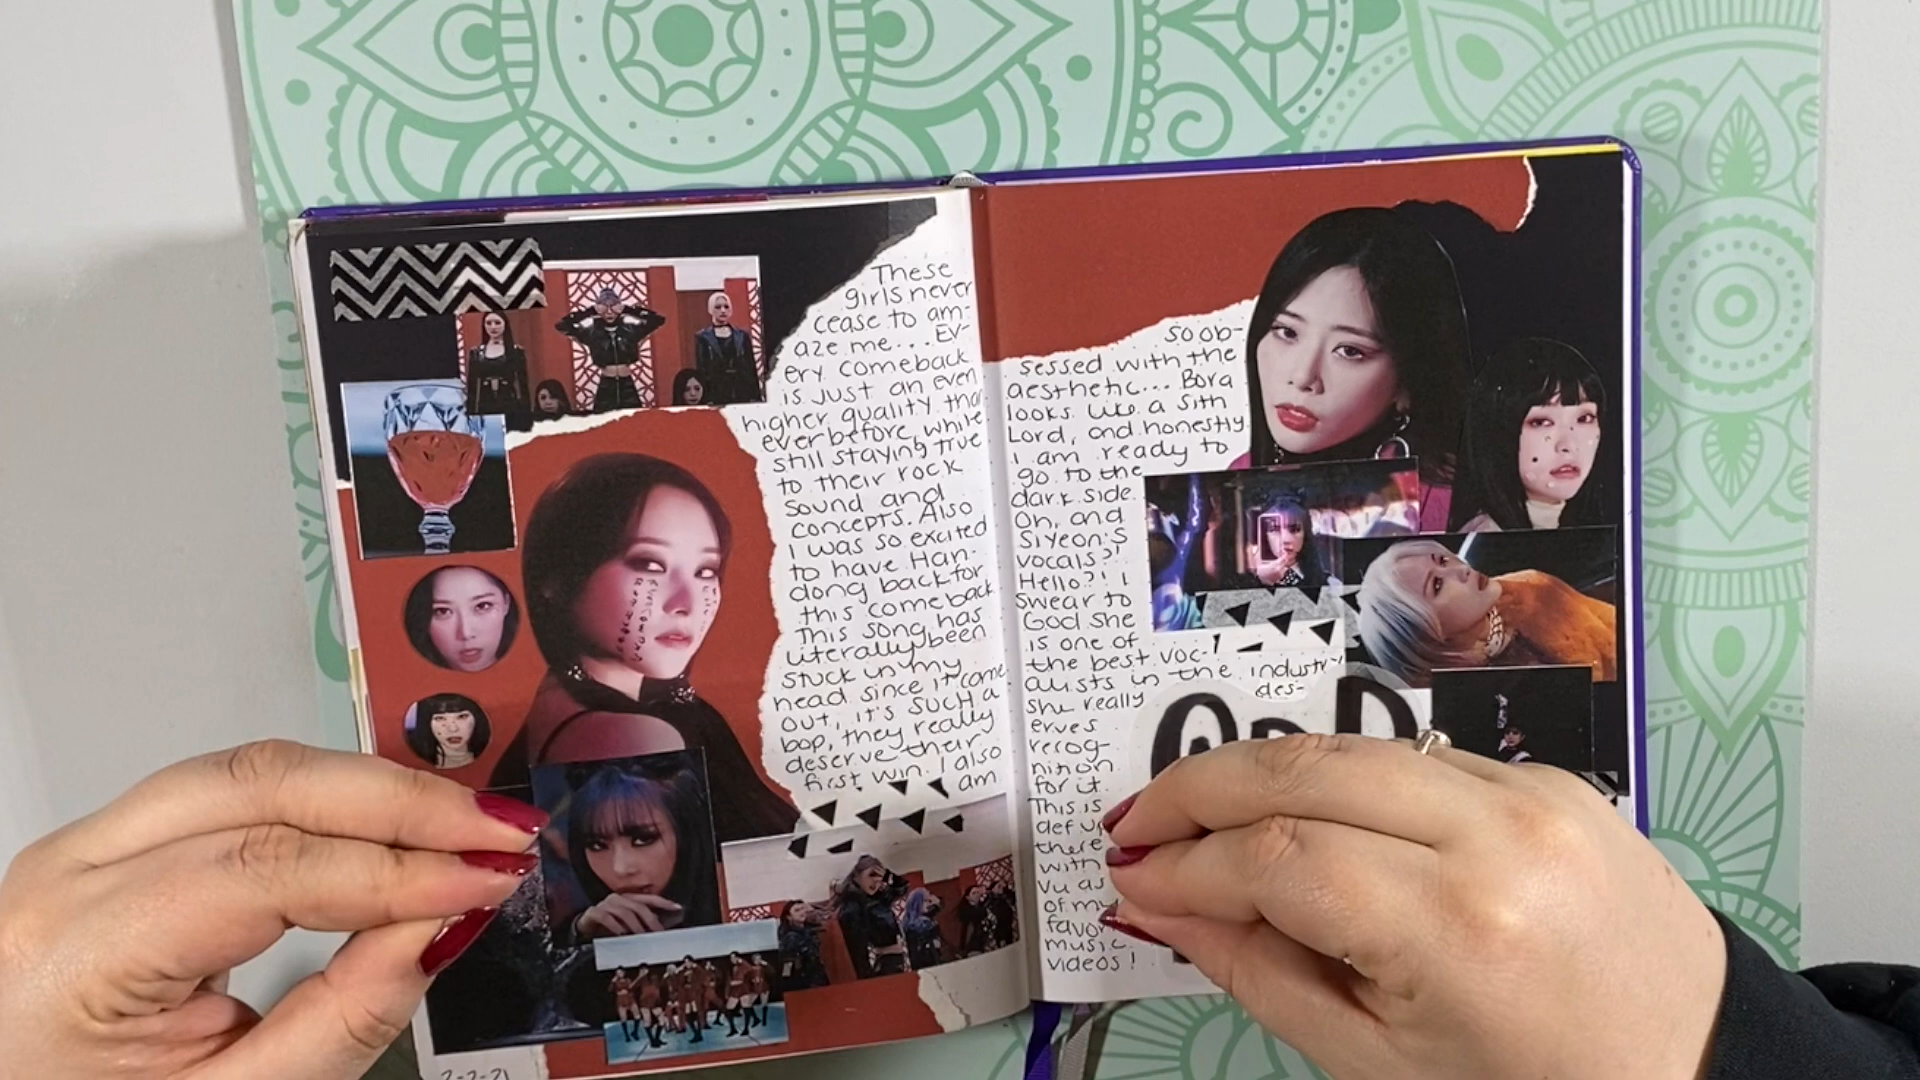 These
girls never
cease to am-
aze me... Ev-
ery comeback
is just an even
higher quality than
ever before while
still staying true
to their rock
sound and
concepts. Also
I was so excited
to have Han-
dong back for
this comeback
This song has
literally been
stuck in my
head since it came
out, it's such a
bop, they really
deserve their
first win. I also
am
so ob-
sessed with the
aesthetic... Bora
looks like a Sith
Lord, and honestly
i am ready to
go to the
dark side.
Oh, and
Siyeon's
vocals?!
Hello?! I
swear to
God she
is one of
the best voc-
alists in the industry
she really des-
erves
recog-
nition
for it.
This is
def up
there
with
as
of my
music
videos!
ODD
2-2-21